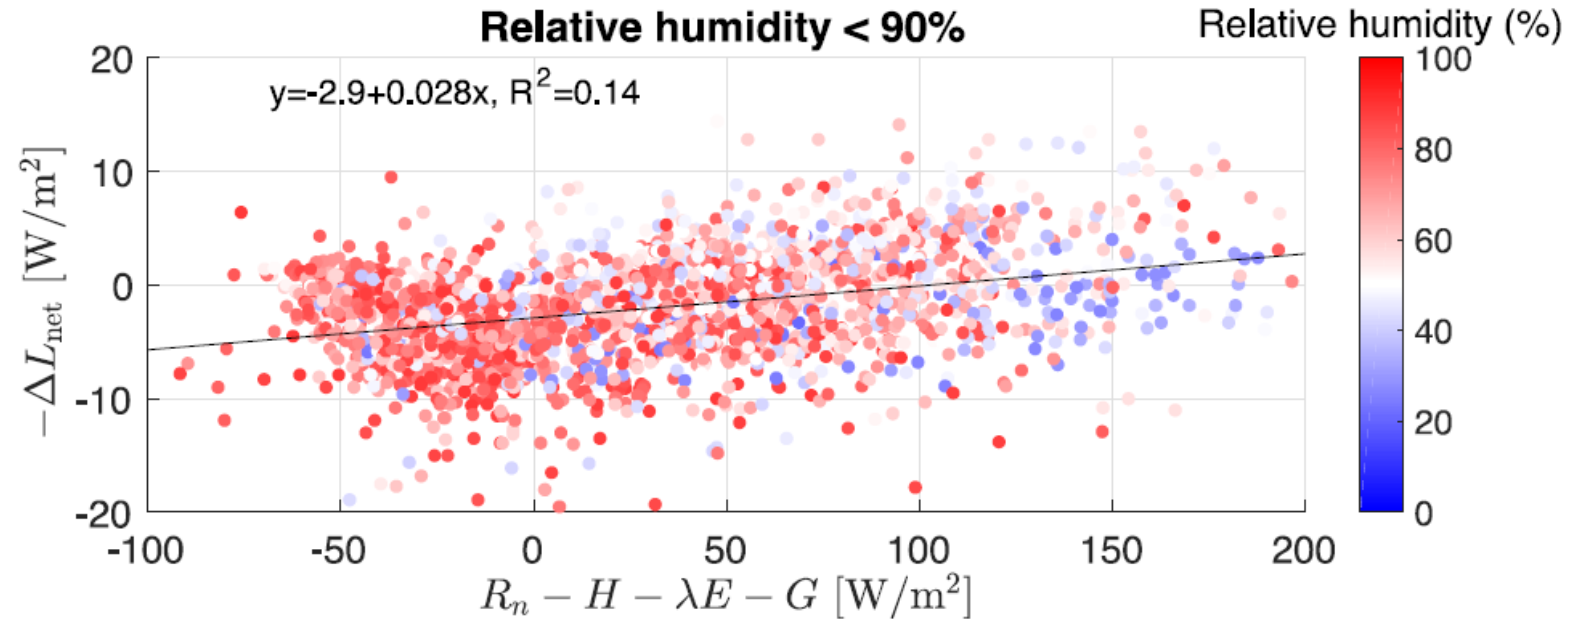 Relative humidity < 90%
Relative humidity (%)
y=-2.9+0.028x, R²=0.14
20
10
0
-10
-20
−ΔL_net [W/m²]
-100 -50 0 50 100 150 200
R_n − H − λE − G [W/m²]
100
80
60
40
20
0